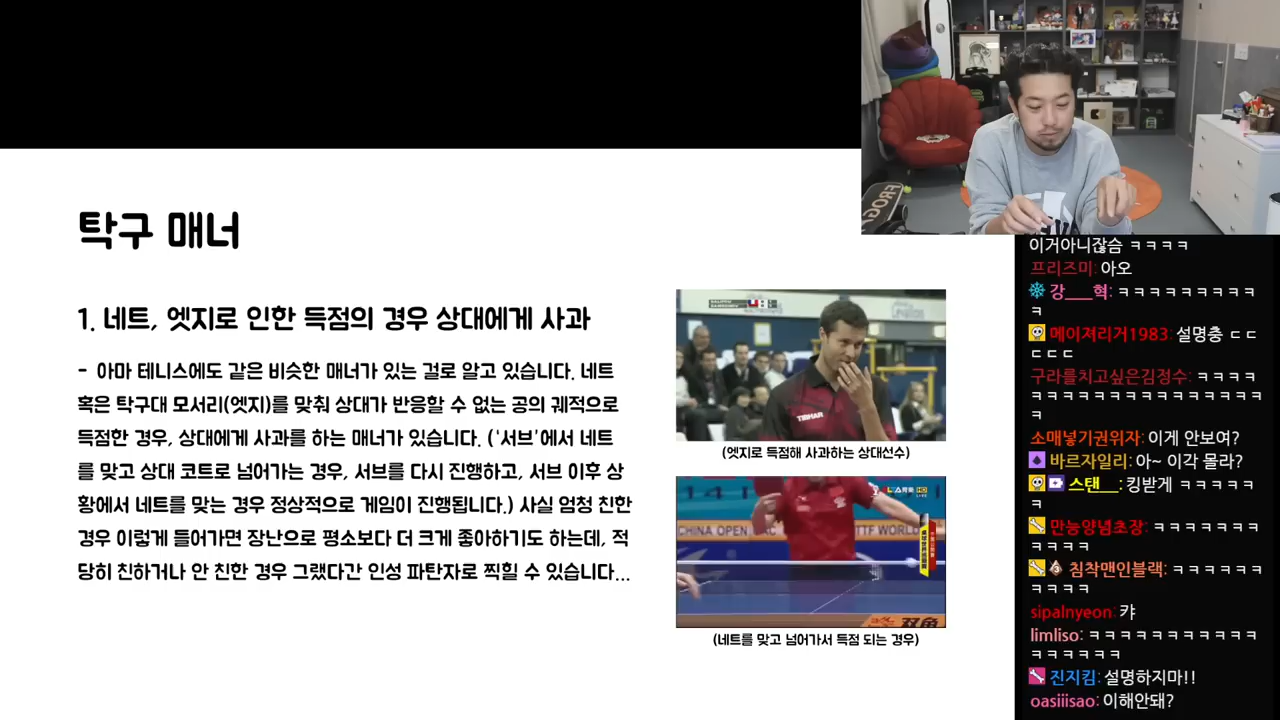 탁구 매너
1. 네트, 엣지로 인한 득점의 경우 상대에게 사과
- 아마 테니스에도 같은 비슷한 매너가 있는 걸로 알고 있습니다. 네트
혹은 탁구대 모서리(엣지)를 맞춰 상대가 반응할 수 없는 공의 궤적으로
득점한 경우, 상대에게 사과를 하는 매너가 있습니다. (‘서브’에서 네트
를 맞고 상대 코트로 넘어가는 경우, 서브를 다시 진행하고, 서브 이후 상
황에서 네트를 맞는 경우 정상적으로 게임이 진행됩니다.) 사실 엄청 친한
경우 이렇게 들어가면 장난으로 평소보다 더 크게 좋아하기도 하는데, 적
당히 친하거나 안 친한 경우 그랬다간 인성 파탄자로 찍힐 수 있습니다...
TIBHAR
(엣지로 득점해 사과하는 상대선수)
CHINA OPEN
ITTF WORLD
(네트를 맞고 넘어가서 득점 되는 경우)
FROG
이거아니잖슴 ㅋㅋㅋㅋ
프리즈미: 아오
강___혁: ㅋㅋㅋㅋㅋㅋㅋㅋㅋㅋ
ㅋ
메이져리거1983: 설명충 ㄷㄷ
ㄷㄷㄷㄷ
구라를치고싶은김정수: ㅋㅋㅋㅋ
ㅋㅋㅋㅋㅋㅋㅋㅋㅋㅋㅋㅋㅋㅋㅋ
ㅋ
소매넣기권위자: 이게 안보여?
바르자일리: 아~ 이각 몰라?
스탠__: 킹받게 ㅋㅋㅋㅋㅋ
ㅋ
만능양념초장: ㅋㅋㅋㅋㅋㅋㅋ
ㅋㅋㅋㅋ
침착맨인블랙: ㅋㅋㅋㅋㅋㅋ
ㅋㅋㅋㅋ
sipalnyeon: 캬
limliso: ㅋㅋㅋㅋㅋㅋㅋㅋㅋㅋㅋ
ㅋㅋㅋㅋㅋㅋ
진지킴: 설명하지마!!
oasiiisao: 이해안돼?